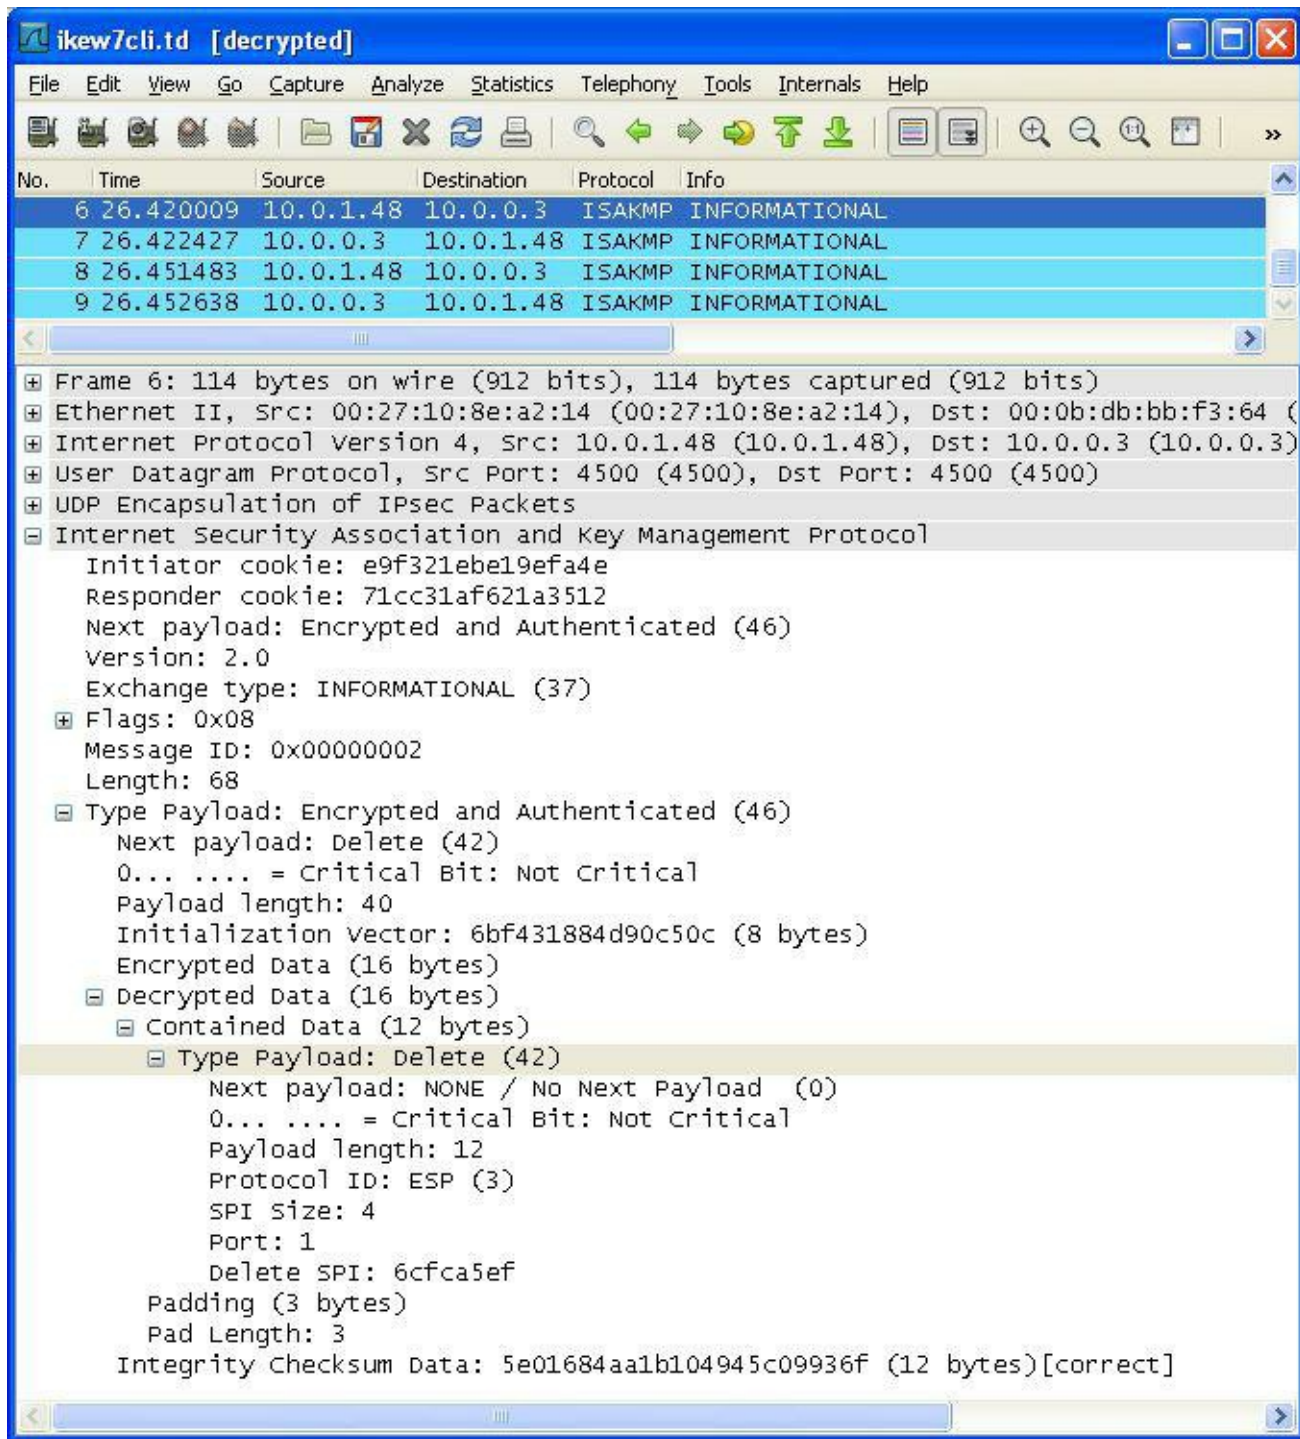 ikew7cli.td [decrypted]
File Edit View Go Capture Analyze Statistics Telephony Tools Internals Help
No. Time Source Destination Protocol Info
6 26.420009 10.0.1.48 10.0.0.3 ISAKMP INFORMATIONAL
7 26.422427 10.0.0.3 10.0.1.48 ISAKMP INFORMATIONAL
8 26.451483 10.0.1.48 10.0.0.3 ISAKMP INFORMATIONAL
9 26.452638 10.0.0.3 10.0.1.48 ISAKMP INFORMATIONAL
Frame 6: 114 bytes on wire (912 bits), 114 bytes captured (912 bits)
Ethernet II, Src: 00:27:10:8e:a2:14 (00:27:10:8e:a2:14), Dst: 00:0b:db:bb:f3:64 (
Internet Protocol Version 4, Src: 10.0.1.48 (10.0.1.48), Dst: 10.0.0.3 (10.0.0.3)
User Datagram Protocol, Src Port: 4500 (4500), Dst Port: 4500 (4500)
UDP Encapsulation of IPsec Packets
Internet Security Association and Key Management Protocol
Initiator cookie: e9f321ebe19efa4e
Responder cookie: 71cc31af621a3512
Next payload: Encrypted and Authenticated (46)
Version: 2.0
Exchange type: INFORMATIONAL (37)
Flags: 0x08
Message ID: 0x00000002
Length: 68
Type Payload: Encrypted and Authenticated (46)
Next payload: Delete (42)
0... .... = Critical Bit: Not Critical
Payload length: 40
Initialization Vector: 6bf431884d90c50c (8 bytes)
Encrypted Data (16 bytes)
Decrypted Data (16 bytes)
Contained Data (12 bytes)
Type Payload: Delete (42)
Next payload: NONE / No Next Payload (0)
0... .... = Critical Bit: Not Critical
Payload length: 12
Protocol ID: ESP (3)
SPI Size: 4
Port: 1
Delete SPI: 6cfca5ef
Padding (3 bytes)
Pad Length: 3
Integrity Checksum Data: 5e01684aa1b104945c09936f (12 bytes)[correct]